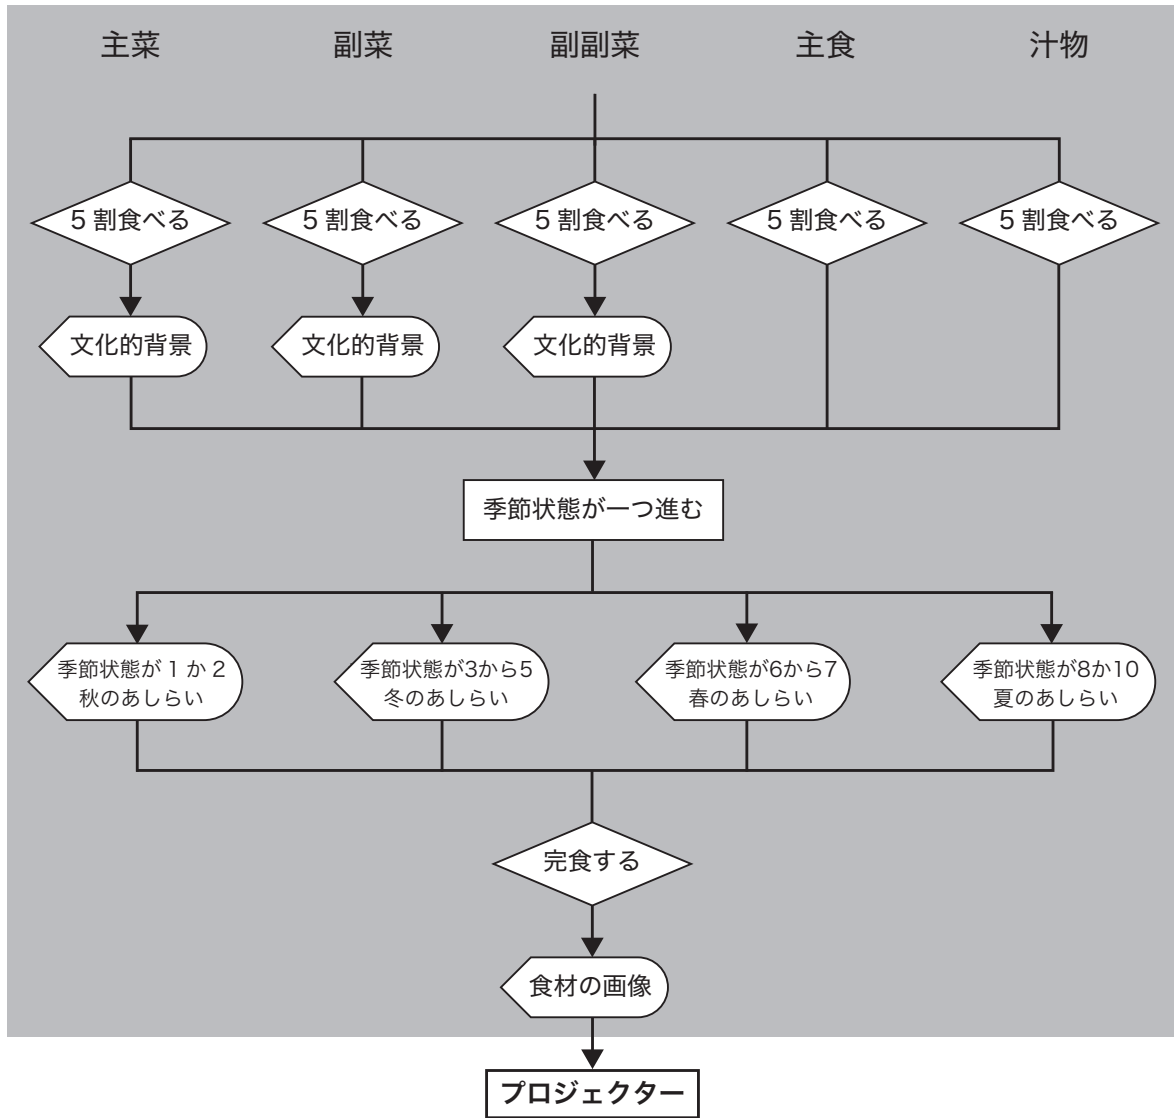 主菜
副菜
副副菜
主食
汁物
5 割食べる
5 割食べる
5 割食べる
5 割食べる
5 割食べる
文化的背景
文化的背景
文化的背景
季節状態が一つ進む
季節状態が 1 か 2
秋のあしらい
季節状態が3から5
冬のあしらい
季節状態が6から7
春のあしらい
季節状態が8か10
夏のあしらい
完食する
食材の画像
プロジェクター